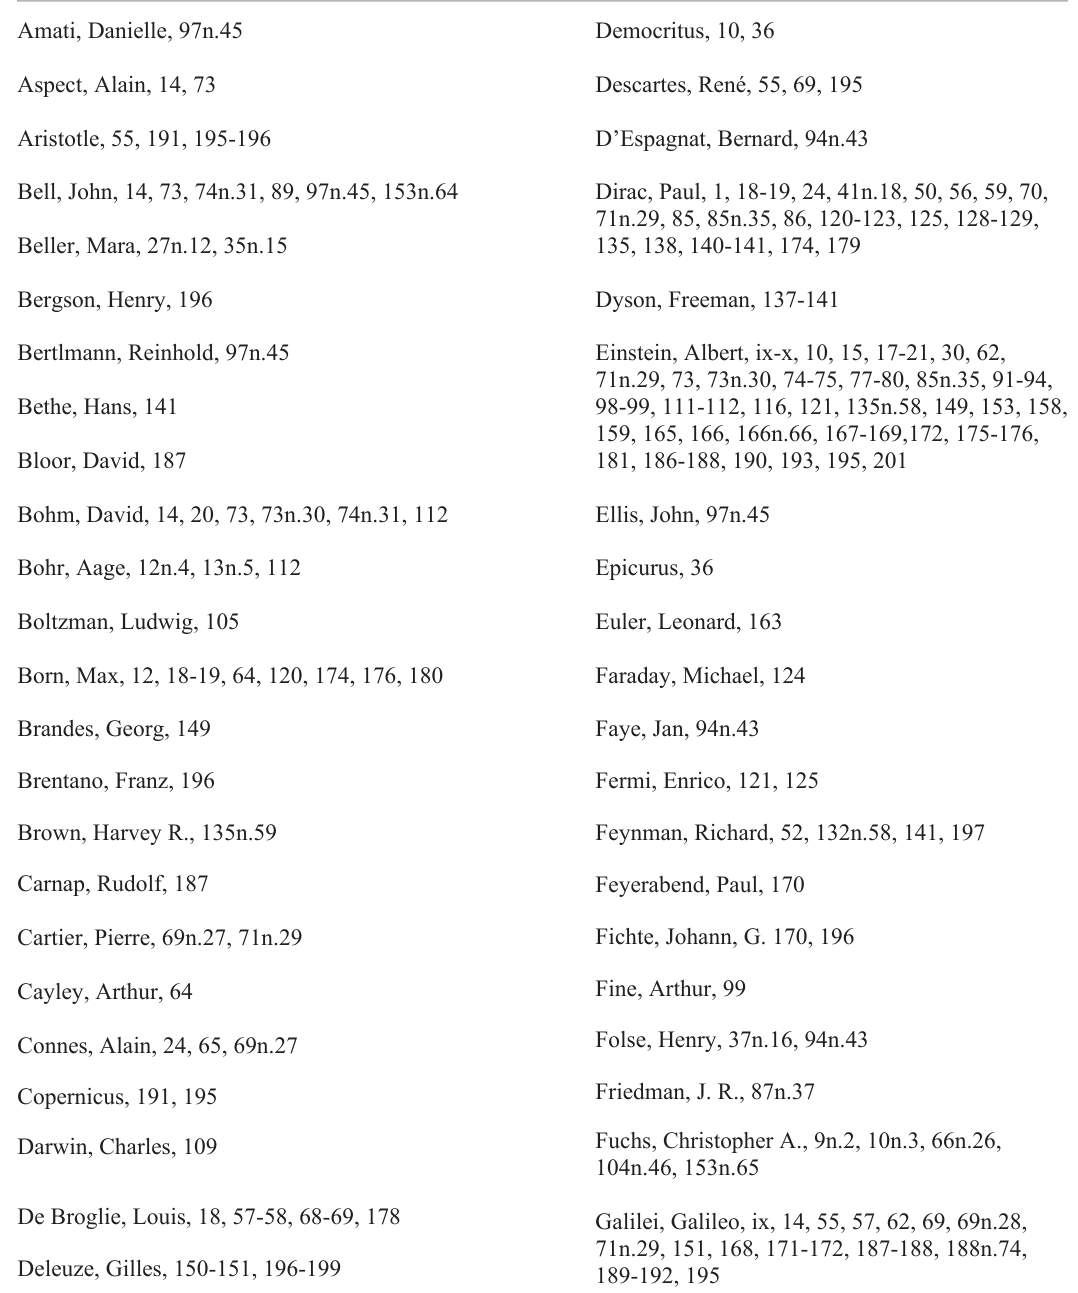 Amati, Danielle, 97n.45
Aspect, Alain, 14, 73
Aristotle, 55, 191, 195-196
Bell, John, 14, 73, 74n.31, 89, 97n.45, 153n.64
Beller, Mara, 27n.12, 35n.15
Bergson, Henry, 196
Bertlmann, Reinhold, 97n.45
Bethe, Hans, 141
Bloor, David, 187
Bohm, David, 14, 20, 73, 73n.30, 74n.31, 112
Bohr, Aage, 12n.4, 13n.5, 112
Boltzman, Ludwig, 105
Born, Max, 12, 18-19, 64, 120, 174, 176, 180
Brandes, Georg, 149
Brentano, Franz, 196
Brown, Harvey R., 135n.59
Carnap, Rudolf, 187
Cartier, Pierre, 69n.27, 71n.29
Cayley, Arthur, 64
Connes, Alain, 24, 65, 69n.27
Copernicus, 191, 195
Darwin, Charles, 109
De Broglie, Louis, 18, 57-58, 68-69, 178
Deleuze, Gilles, 150-151, 196-199
Democritus, 10, 36
Descartes, René, 55, 69, 195
D’Espagnat, Bernard, 94n.43
Dirac, Paul, 1, 18-19, 24, 41n.18, 50, 56, 59, 70,
71n.29, 85, 85n.35, 86, 120-123, 125, 128-129,
135, 138, 140-141, 174, 179
Dyson, Freeman, 137-141
Einstein, Albert, ix-x, 10, 15, 17-21, 30, 62,
71n.29, 73, 73n.30, 74-75, 77-80, 85n.35, 91-94,
98-99, 111-112, 116, 121, 135n.58, 149, 153, 158,
159, 165, 166, 166n.66, 167-169,172, 175-176,
181, 186-188, 190, 193, 195, 201
Ellis, John, 97n.45
Epicurus, 36
Euler, Leonard, 163
Faraday, Michael, 124
Faye, Jan, 94n.43
Fermi, Enrico, 121, 125
Feynman, Richard, 52, 132n.58, 141, 197
Feyerabend, Paul, 170
Fichte, Johann, G. 170, 196
Fine, Arthur, 99
Folse, Henry, 37n.16, 94n.43
Friedman, J. R., 87n.37
Fuchs, Christopher A., 9n.2, 10n.3, 66n.26,
104n.46, 153n.65
Galilei, Galileo, ix, 14, 55, 57, 62, 69, 69n.28,
71n.29, 151, 168, 171-172, 187-188, 188n.74,
189-192, 195